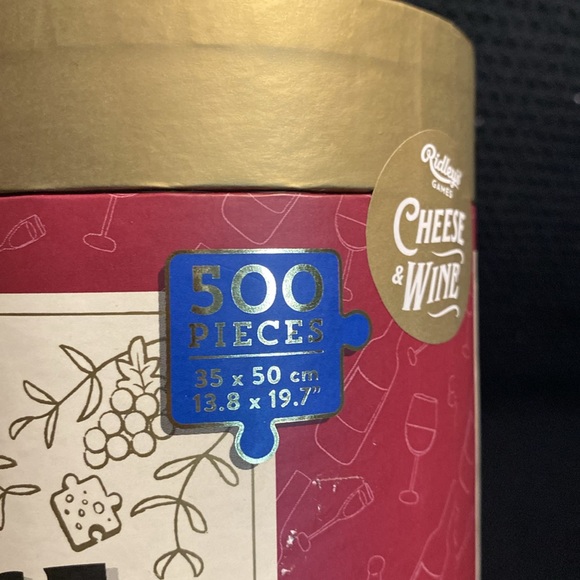 Ridley's
GAMES
CHEESE
& WINE
500
PIECES
35 x 50 cm
13.8 x 19.7"